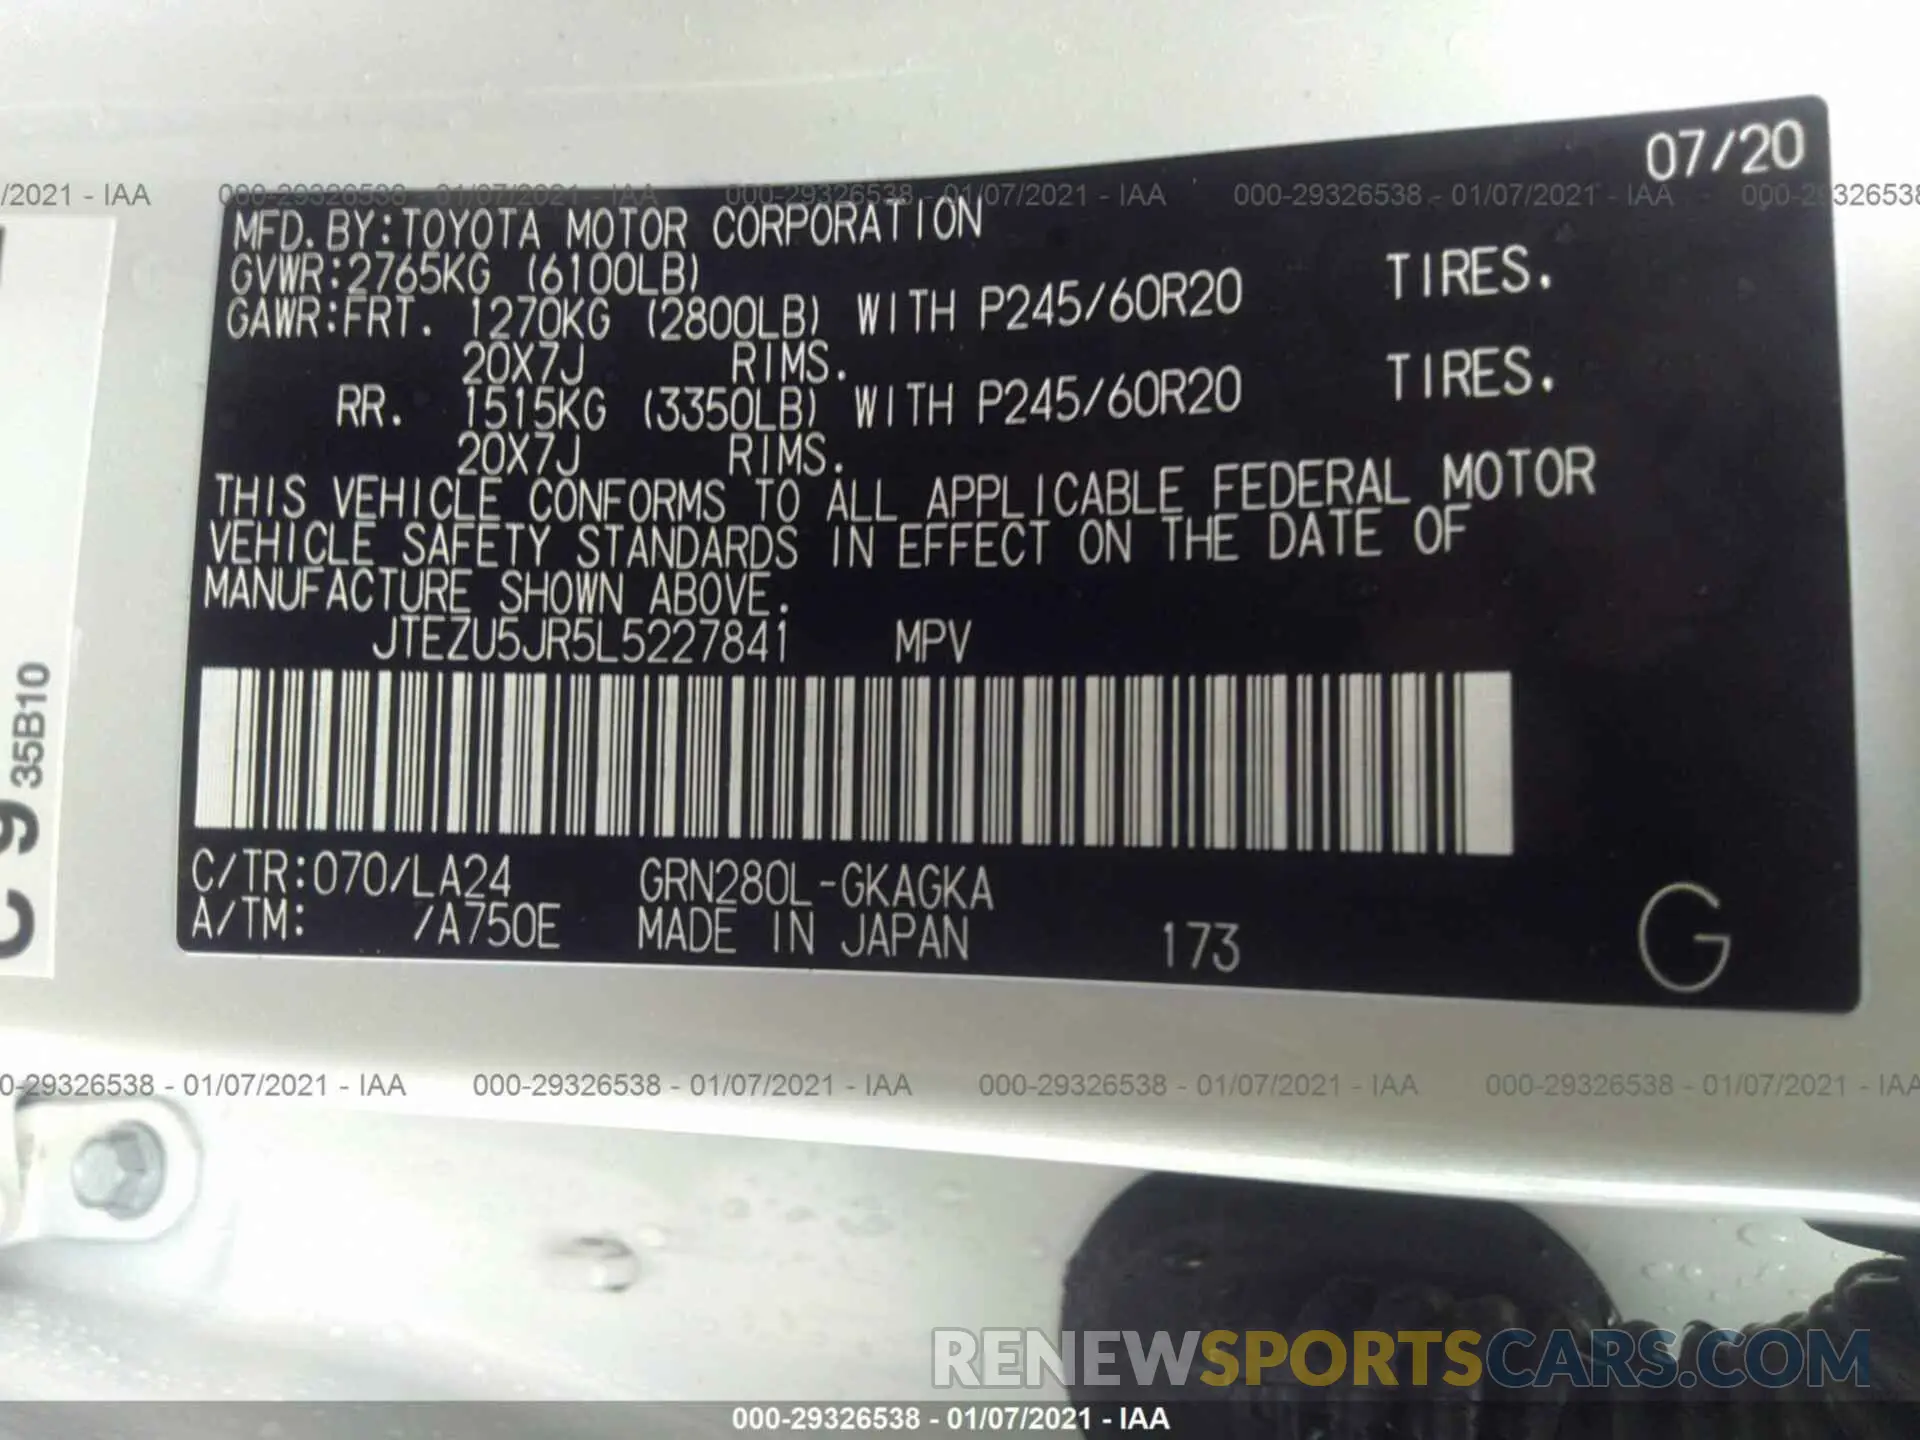 07/20
/2021 - IAA 000-29326538 - 01/07/2021 - IAA 000-29326538 - 01/07/2021 - IAA 000-29326538 - 01/07/2021 - IAA - 000-29326538
MFD. BY: TOYOTA MOTOR CORPORATION
GVWR: 2765KG (6100LB)
GAWR: FRT. 1270KG (2800LB) WITH P245/60R20 TIRES.
20X7J RIMS.
RR. 1515KG (3350LB) WITH P245/60R20 TIRES.
20X7J RIMS.
THIS VEHICLE CONFORMS TO ALL APPLICABLE FEDERAL MOTOR
VEHICLE SAFETY STANDARDS IN EFFECT ON THE DATE OF
MANUFACTURE SHOWN ABOVE.
JTEZU5JR5L5227841 MPV
C/TR: 070/LA24 GRN280L-GKAGKA
A/TM: /A750E MADE IN JAPAN 173 G
C 9 35B10
0-29326538 - 01/07/2021 - IAA 000-29326538 - 01/07/2021 - IAA 000-29326538 - 01/07/2021 - IAA 000-29326538 - 01/07/2021 - IAA
RENEWSPORTSCARS.COM
000-29326538 - 01/07/2021 - IAA